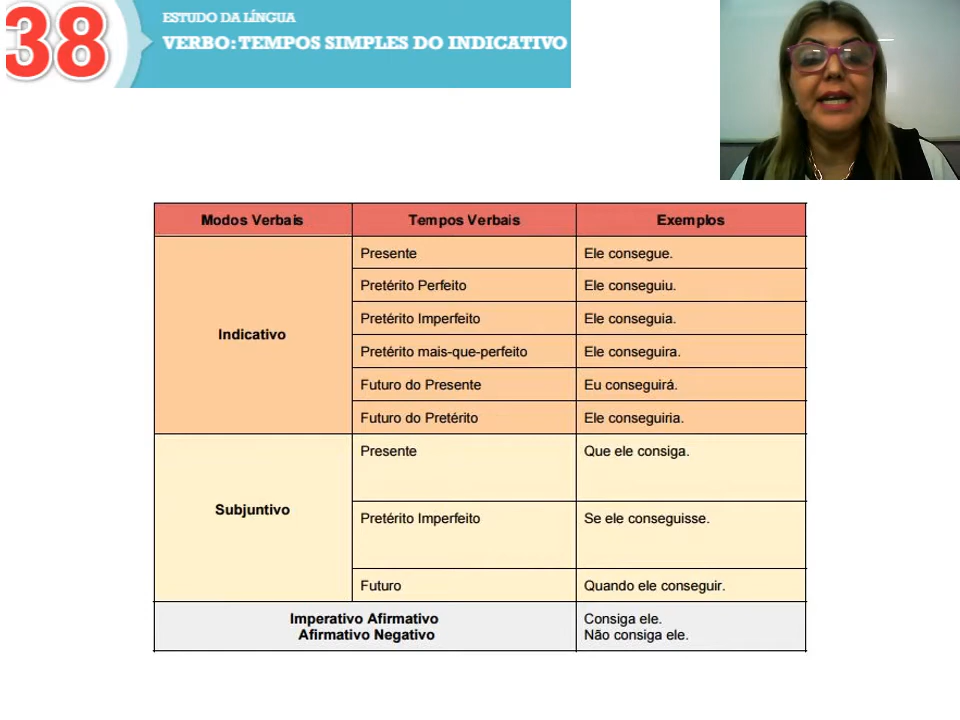 38
ESTUDO DA LÍNGUA
VERBO: TEMPOS SIMPLES DO INDICATIVO
Modos Verbais Tempos Verbais Exemplos
Indicativo
Presente Ele consegue.
Pretérito Perfeito Ele conseguiu.
Pretérito Imperfeito Ele conseguia.
Pretérito mais-que-perfeito Ele conseguira.
Futuro do Presente Eu conseguirá.
Futuro do Pretérito Ele conseguiria.
Subjuntivo
Presente Que ele consiga.
Pretérito Imperfeito Se ele conseguisse.
Futuro Quando ele conseguir.
Imperativo Afirmativo Consiga ele.
Afirmativo Negativo Não consiga ele.